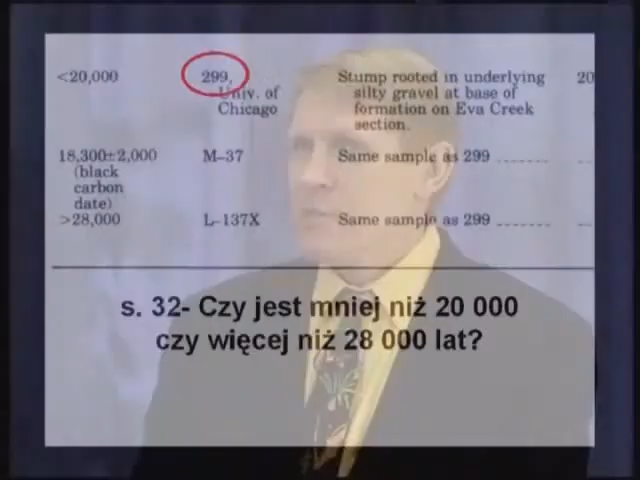 <20,000 299, Stump rooted in underlying 20
Univ. of silty gravel at base of
Chicago formation on Eva Creek
section.
18,300±2,000 M–37 Same sample as 299
(black
carbon
date)
>28,000 L–137X Same sample as 299
s. 32- Czy jest mniej niż 20 000
czy więcej niż 28 000 lat?